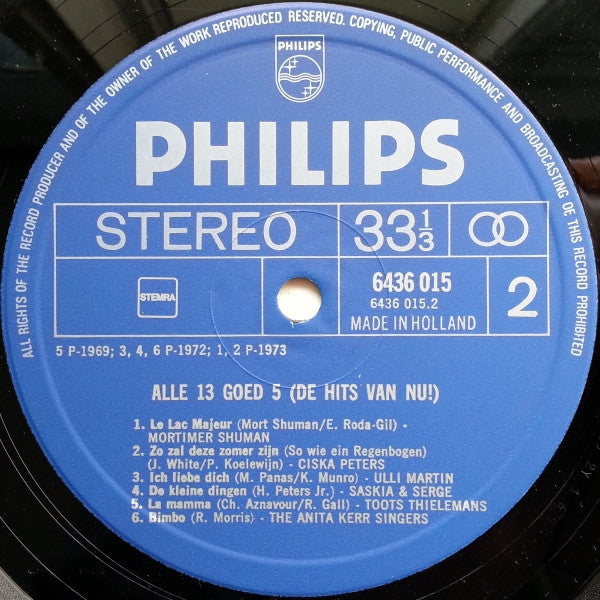 ALL RIGHTS OF THE RECORD PRODUCER AND OF THE OWNER OF THE WORK REPRODUCED RESERVED. COPYING, PUBLIC PERFORMANCE AND BROADCASTING OF THIS RECORD PROHIBITED
PHILIPS
PHILIPS
STEREO 33⅓
STEMRA
6436 015
6436 015.2
2
MADE IN HOLLAND
5 P-1969; 3, 4, 6 P-1972; 1, 2 P-1973
ALLE 13 GOED 5 (DE HITS VAN NU!)
1. Le Lac Majeur (Mort Shuman/E. Roda-Gil) -
MORTIMER SHUMAN
2. Zo zal deze zomer zijn (So wie ein Regenbogen)
(J. White/P. Koelewijn) - CISKA PETERS
3. Ich liebe dich (M. Panas/K. Munro) - ULLI MARTIN
4. De kleine dingen (H. Peters Jr.) - SASKIA & SERGE
5. La mamma (Ch. Aznavour/R. Gall) - TOOTS THIELEMANS
6. Bimbo (R. Morris) - THE ANITA KERR SINGERS